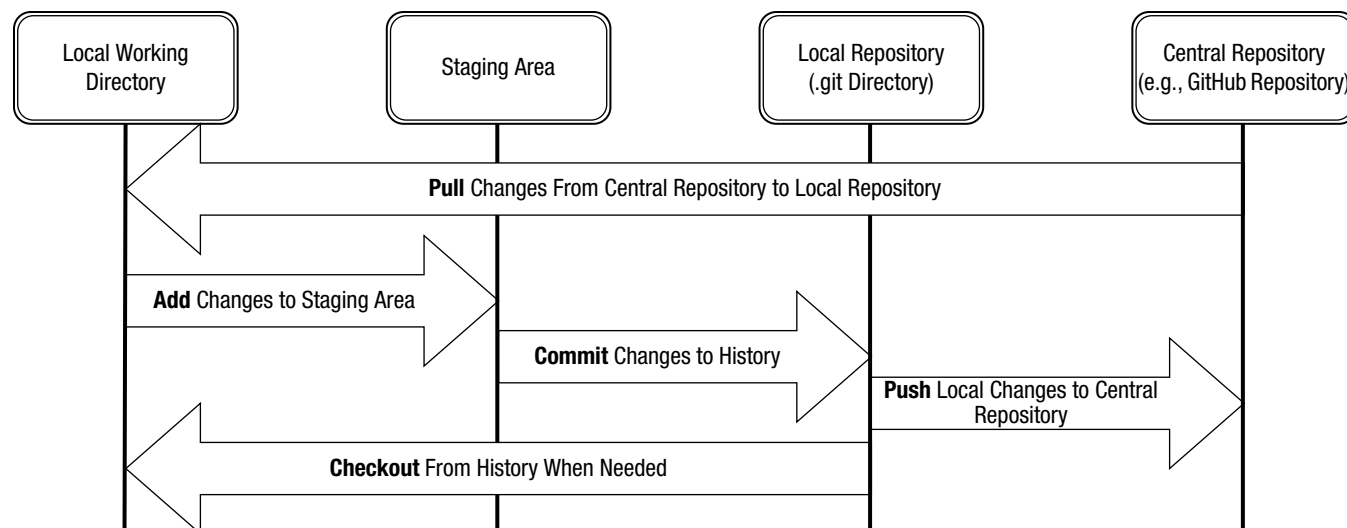 Local Working
Directory
Staging Area
Local Repository
(.git Directory)
Central Repository
(e.g., GitHub Repository)
Pull Changes From Central Repository to Local Repository
Add Changes to Staging Area
Commit Changes to History
Push Local Changes to Central
Repository
Checkout From History When Needed